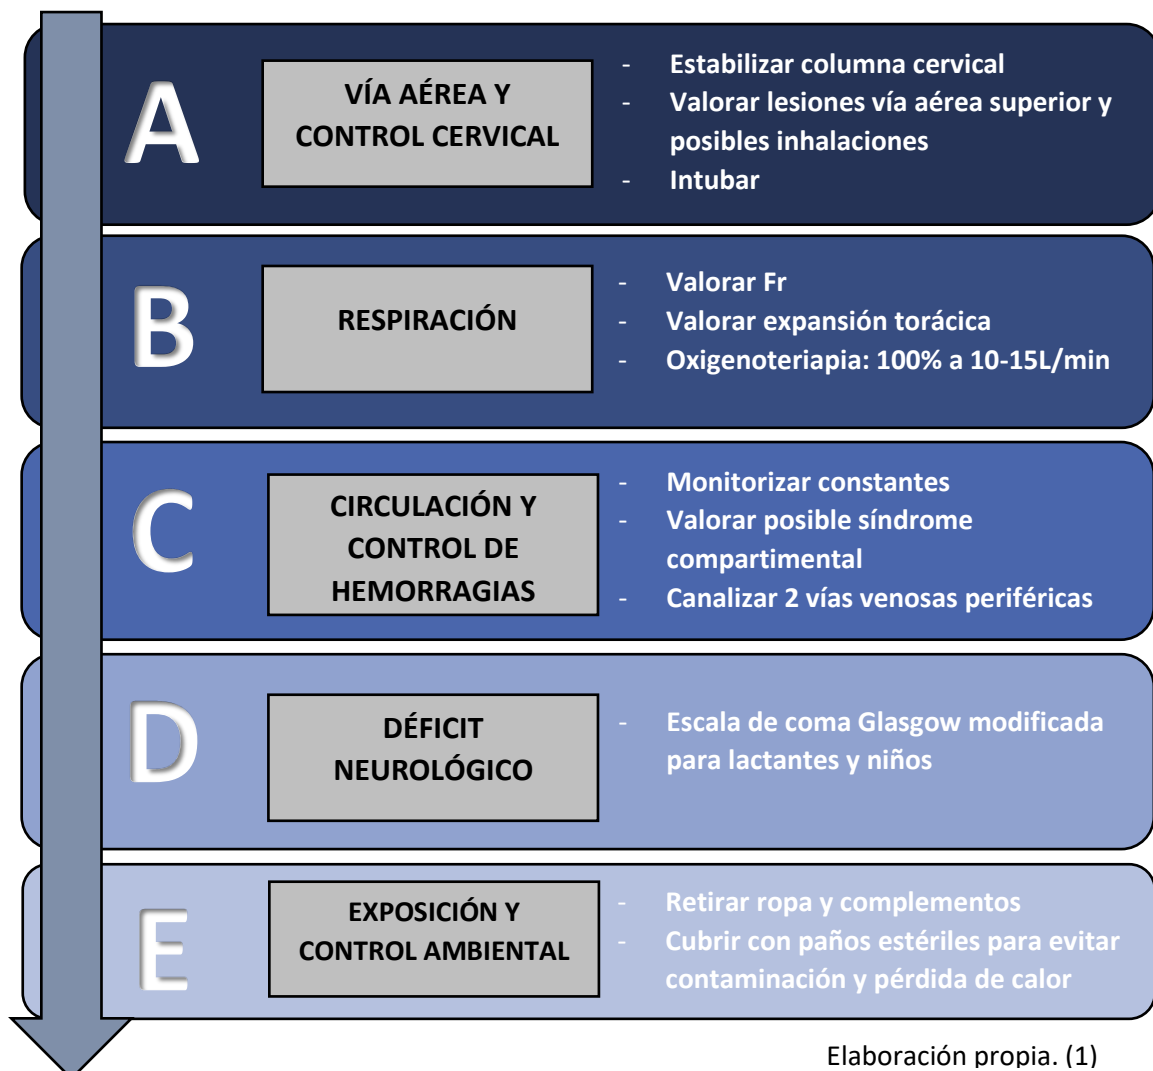 A
VÍA AÉREA Y
CONTROL CERVICAL
- Estabilizar columna cervical
- Valorar lesiones vía aérea superior y
posibles inhalaciones
- Intubar
B
RESPIRACIÓN
- Valorar Fr
- Valorar expansión torácica
- Oxigenoteriapia: 100% a 10-15L/min
C
CIRCULACIÓN Y
CONTROL DE
HEMORRAGIAS
- Monitorizar constantes
- Valorar posible síndrome
compartimental
- Canalizar 2 vías venosas periféricas
D
DÉFICIT
NEUROLÓGICO
- Escala de coma Glasgow modificada
para lactantes y niños
E
EXPOSICIÓN Y
CONTROL AMBIENTAL
- Retirar ropa y complementos
- Cubrir con paños estériles para evitar
contaminación y pérdida de calor
Elaboración propia. (1)